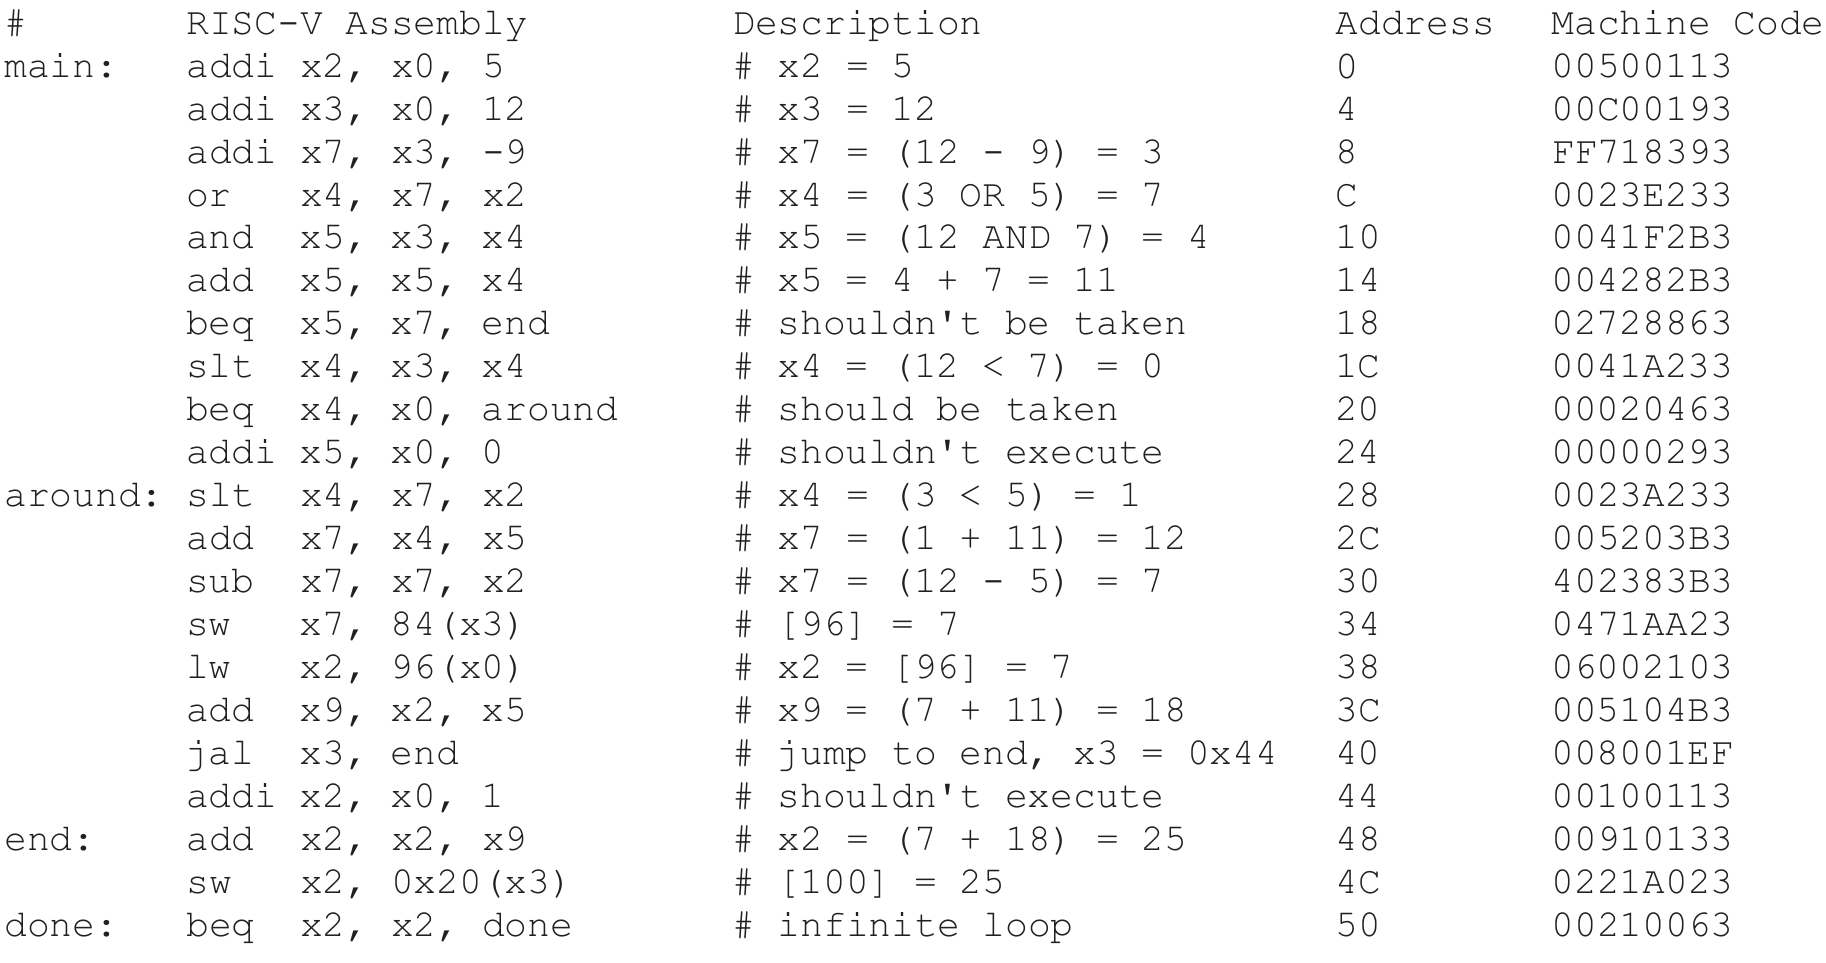 # RISC-V Assembly Description Address Machine Code
main: addi x2, x0, 5 # x2 = 5 0 00500113
addi x3, x0, 12 # x3 = 12 4 00C00193
addi x7, x3, -9 # x7 = (12 - 9) = 3 8 FF718393
or x4, x7, x2 # x4 = (3 OR 5) = 7 C 0023E233
and x5, x3, x4 # x5 = (12 AND 7) = 4 10 0041F2B3
add x5, x5, x4 # x5 = 4 + 7 = 11 14 004282B3
beq x5, x7, end # shouldn't be taken 18 02728863
slt x4, x3, x4 # x4 = (12 < 7) = 0 1C 0041A233
beq x4, x0, around # should be taken 20 00020463
addi x5, x0, 0 # shouldn't execute 24 00000293
around: slt x4, x7, x2 # x4 = (3 < 5) = 1 28 0023A233
add x7, x4, x5 # x7 = (1 + 11) = 12 2C 005203B3
sub x7, x7, x2 # x7 = (12 - 5) = 7 30 402383B3
sw x7, 84(x3) # [96] = 7 34 0471AA23
lw x2, 96(x0) # x2 = [96] = 7 38 06002103
add x9, x2, x5 # x9 = (7 + 11) = 18 3C 005104B3
jal x3, end # jump to end, x3 = 0x44 40 008001EF
addi x2, x0, 1 # shouldn't execute 44 00100113
end: add x2, x2, x9 # x2 = (7 + 18) = 25 48 00910133
sw x2, 0x20(x3) # [100] = 25 4C 0221A023
done: beq x2, x2, done # infinite loop 50 00210063